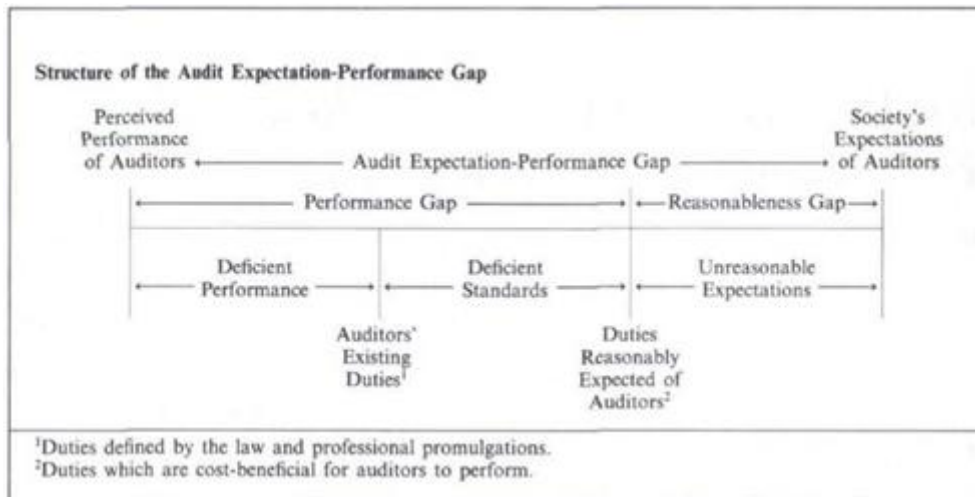 Structure of the Audit Expectation-Performance Gap
Perceived
Performance
of Auditors
Audit Expectation-Performance Gap
Society's
Expectations
of Auditors
Performance Gap
Reasonableness Gap
Deficient
Performance
Deficient
Standards
Unreasonable
Expectations
Auditors'
Existing
Duties¹
Duties
Reasonably
Expected of
Auditors²
¹Duties defined by the law and professional promulgations.
²Duties which are cost-beneficial for auditors to perform.